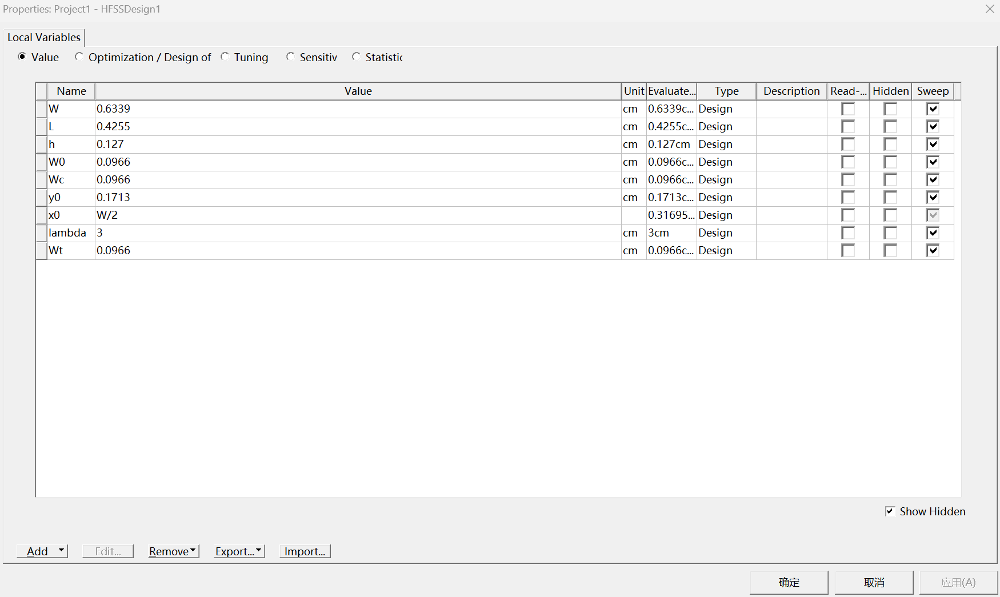 Properties: Project1 - HFSSDesign1
Local Variables
Value Optimization / Design of Tuning Sensitiv Statistic
Name Value Unit Evaluate... Type Description Read-... Hidden Sweep
W 0.6339 cm 0.6339c... Design
L 0.4255 cm 0.4255c... Design
h 0.127 cm 0.127cm Design
W0 0.0966 cm 0.0966c... Design
Wc 0.0966 cm 0.0966c... Design
y0 0.1713 cm 0.1713c... Design
x0 W/2 0.31695... Design
lambda 3 cm 3cm Design
Wt 0.0966 cm 0.0966c... Design
Show Hidden
Add Edit... Remove Export... Import...
确定 取消 应用(A)